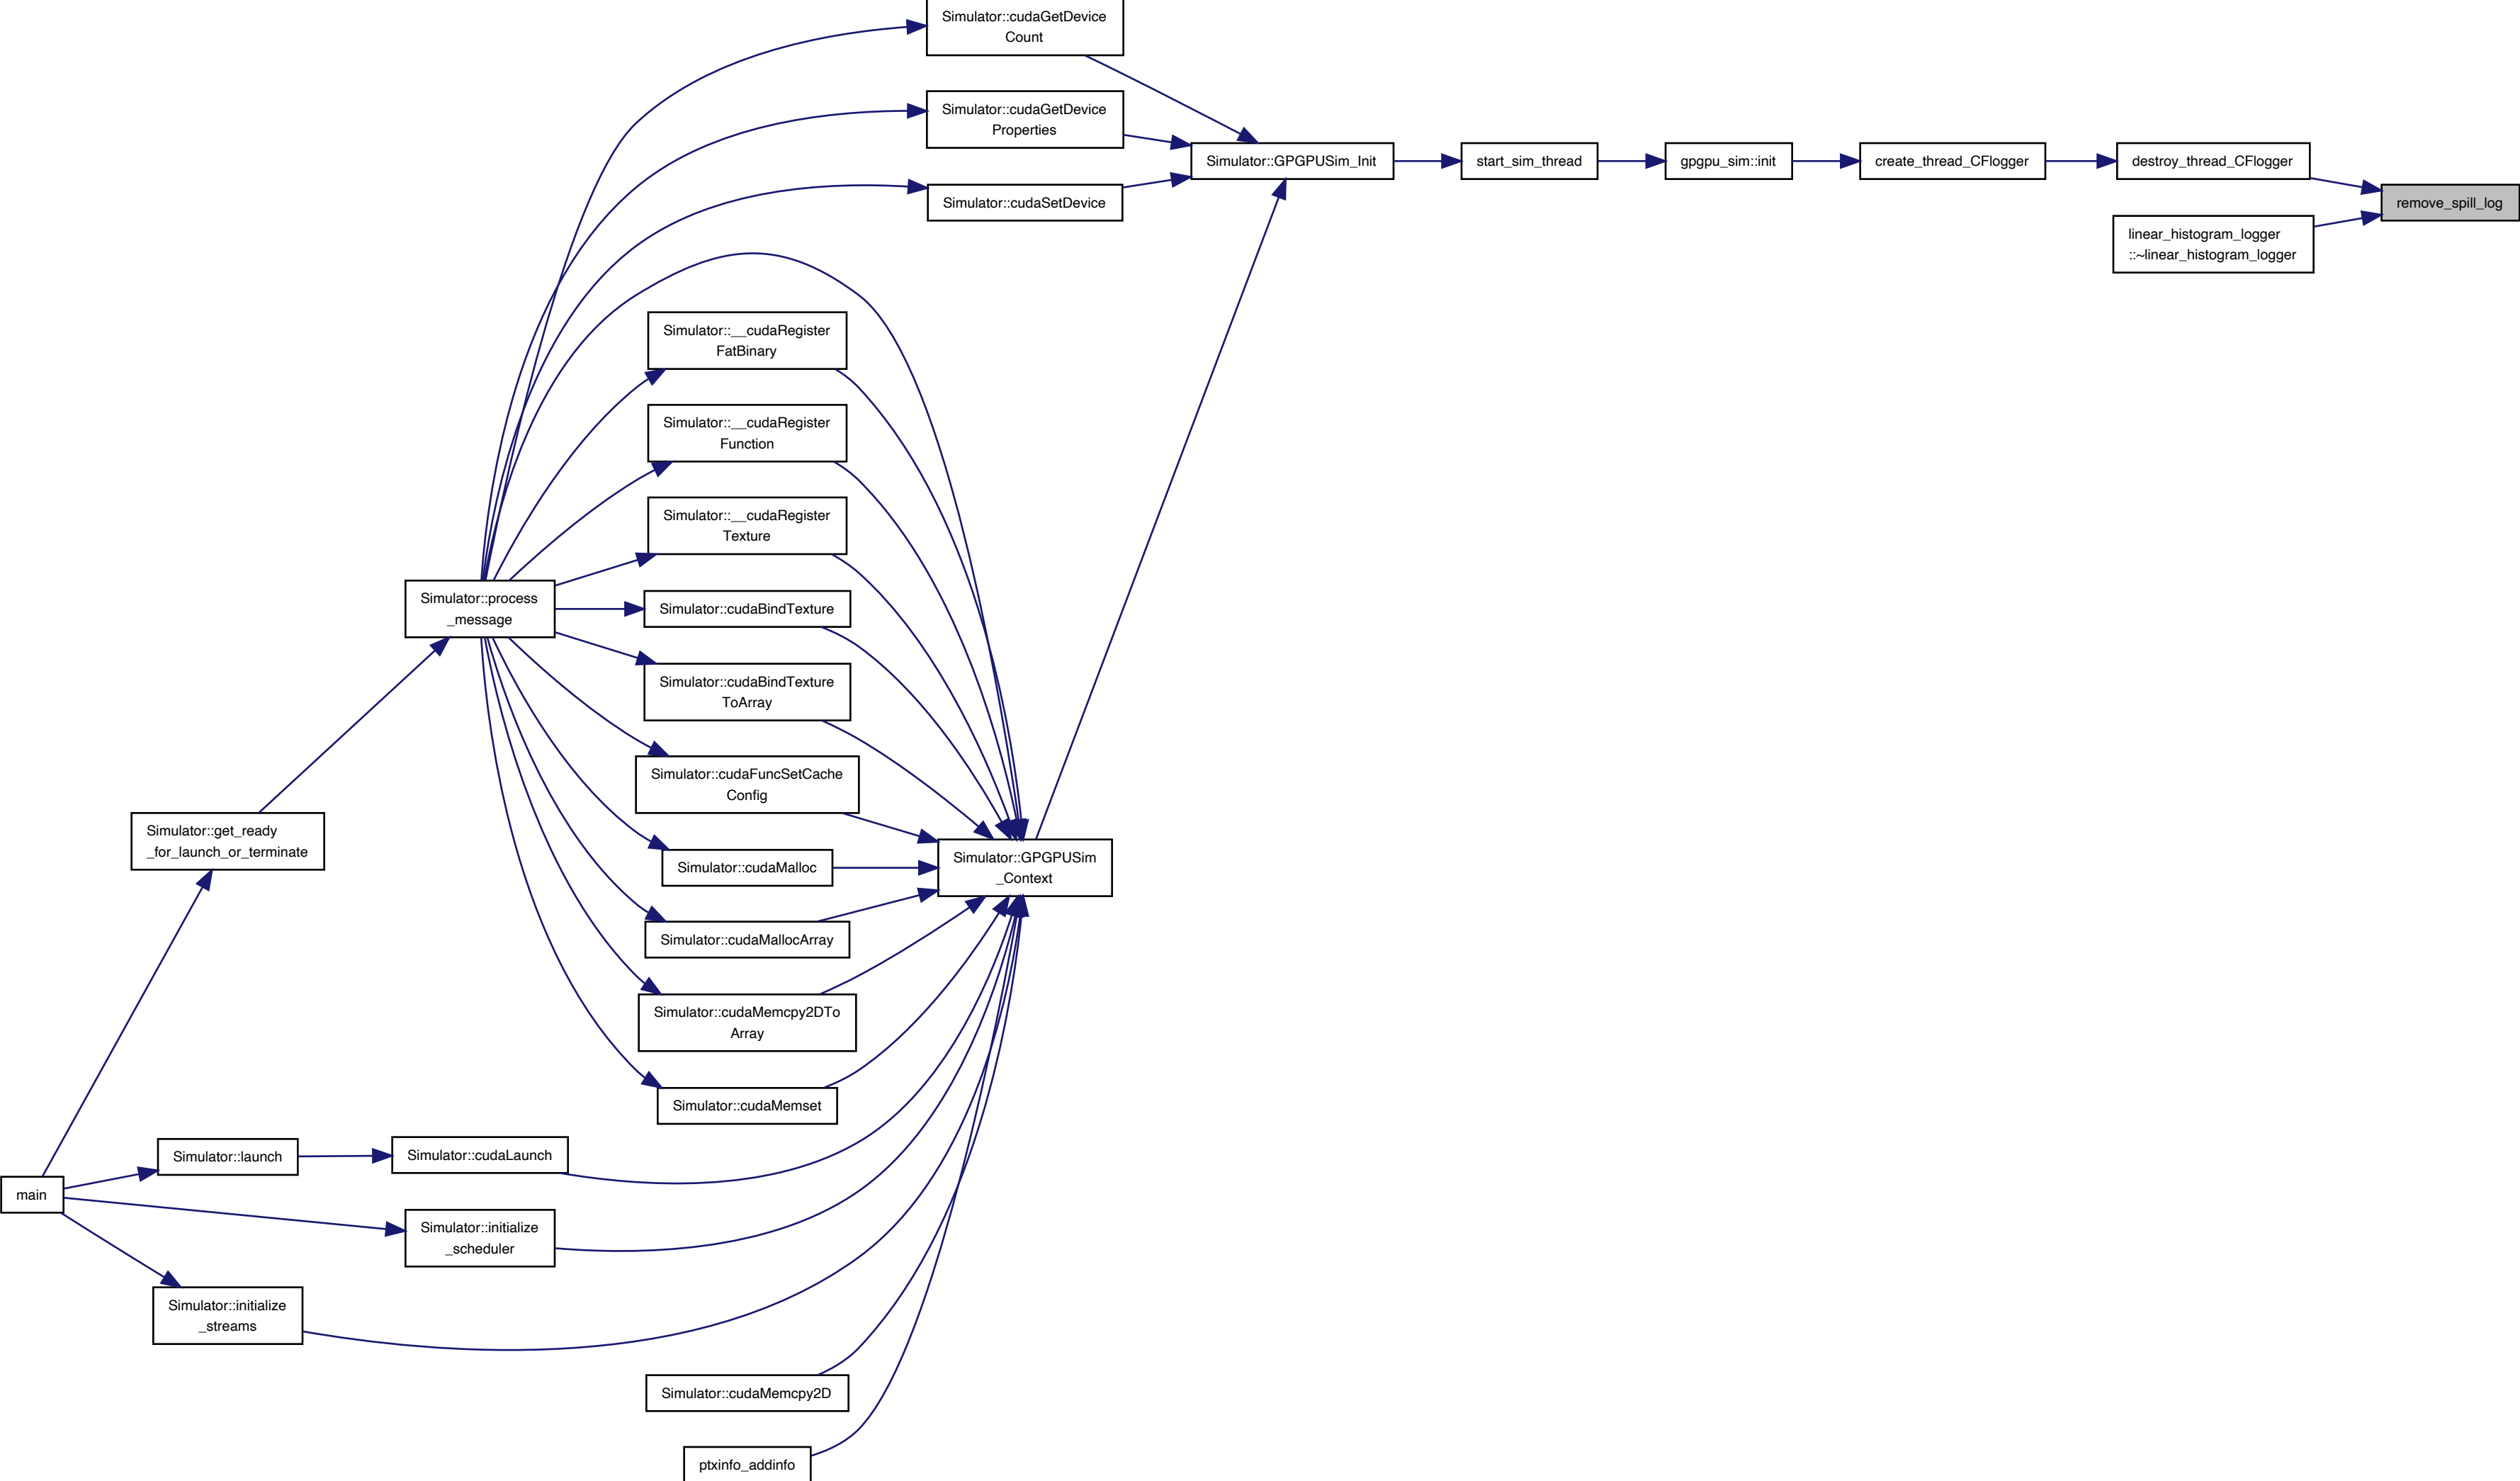 Simulator::cudaGetDevice
Count
Simulator::cudaGetDevice
Properties
Simulator::GPGPUSim_Init
start_sim_thread
gpgpu_sim::init
create_thread_CFlogger
destroy_thread_CFlogger
remove_spill_log
Simulator::cudaSetDevice
linear_histogram_logger
::~linear_histogram_logger
Simulator::__cudaRegister
FatBinary
Simulator::__cudaRegister
Function
Simulator::__cudaRegister
Texture
Simulator::process
_message
Simulator::cudaBindTexture
Simulator::cudaBindTexture
ToArray
Simulator::cudaFuncSetCache
Config
Simulator::get_ready
_for_launch_or_terminate
Simulator::cudaMalloc
Simulator::GPGPUSim
_Context
Simulator::cudaMallocArray
Simulator::cudaMemcpy2DTo
Array
Simulator::cudaMemset
Simulator::launch
Simulator::cudaLaunch
main
Simulator::initialize
_scheduler
Simulator::initialize
_streams
Simulator::cudaMemcpy2D
ptxinfo_addinfo